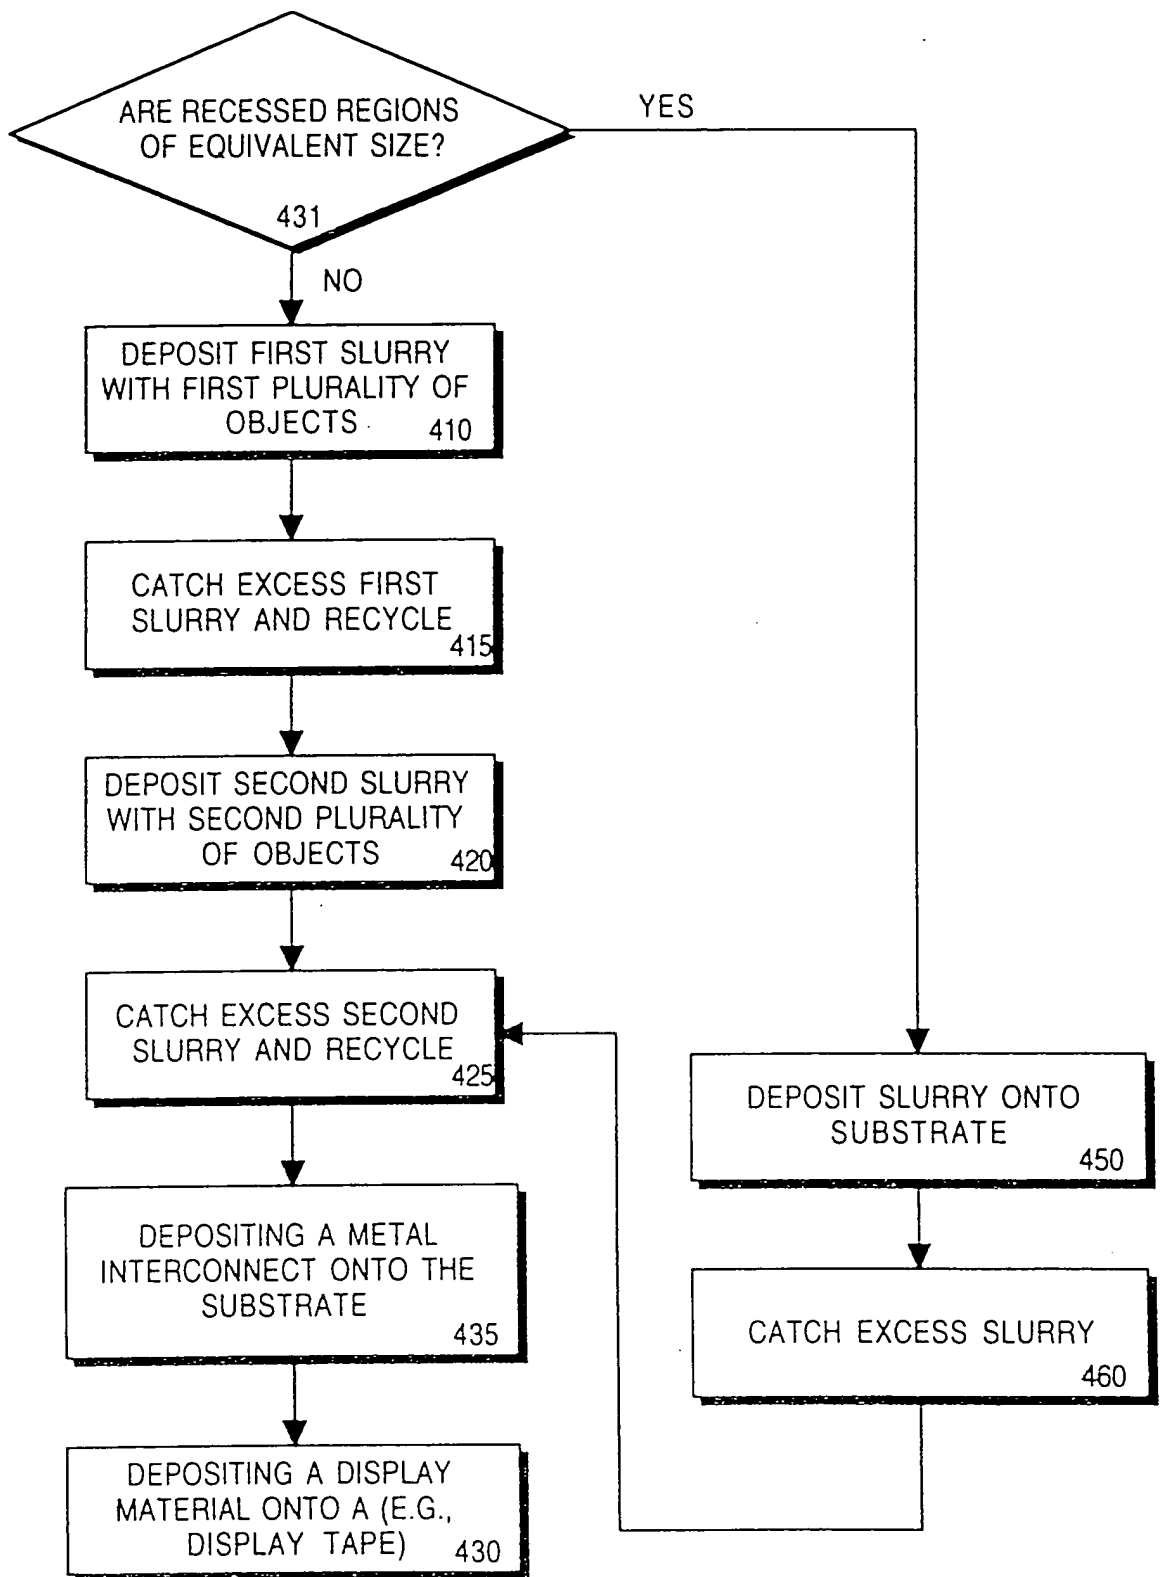 ARE RECESSED REGIONS
OF EQUIVALENT SIZE?
431
YES
NO
DEPOSIT FIRST SLURRY
WITH FIRST PLURALITY OF
OBJECTS
410
CATCH EXCESS FIRST
SLURRY AND RECYCLE
415
DEPOSIT SECOND SLURRY
WITH SECOND PLURALITY
OF OBJECTS
420
CATCH EXCESS SECOND
SLURRY AND RECYCLE
425
DEPOSITING A METAL
INTERCONNECT ONTO THE
SUBSTRATE
435
DEPOSITING A DISPLAY
MATERIAL ONTO A (E.G.,
DISPLAY TAPE)
430
DEPOSIT SLURRY ONTO
SUBSTRATE
450
CATCH EXCESS SLURRY
460